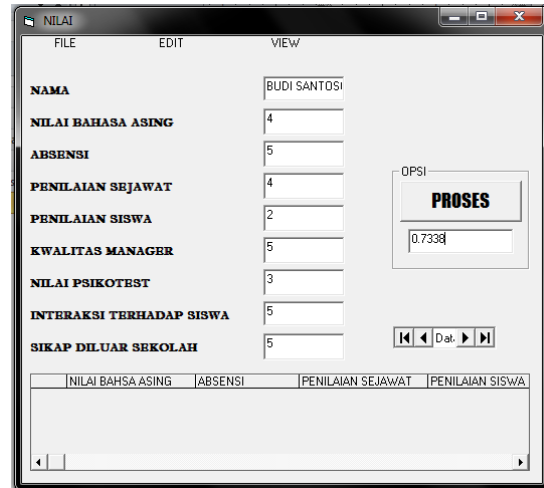 NILAI
FILE EDIT VIEW
NAMA BUDI SANTOS
NILAI BAHASA ASING 4
ABSENSI 5
PENILAIAN SEJAWAT 4
PENILAIAN SISWA 2
KWALITAS MANAGER 5
NILAI PSIKOTEST 3
INTERAKSI TERHADAP SISWA 5
SIKAP DILUAR SEKOLAH 5
OPSI
PROSES
0.7338
Dat
NILAI BAHSA ASING ABSENSI PENILAIAN SEJAWAT PENILAIAN SISWA